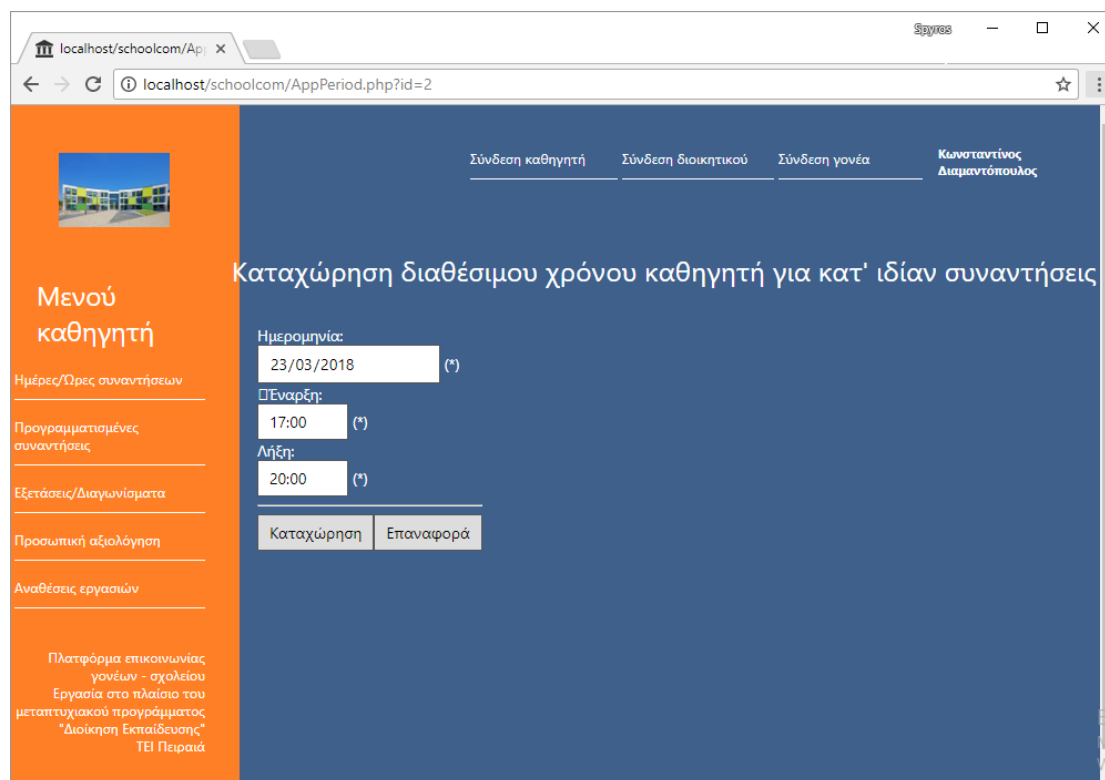 Spyros
localhost/schoolcom/App
localhost/schoolcom/AppPeriod.php?id=2
Σύνδεση καθηγητή
Σύνδεση διοικητικού
Σύνδεση γονέα
Κωνσταντίνος
Διαμαντόπουλος
Μενού
καθηγητή
Ημέρες/Ώρες συναντήσεων
Προγραμματισμένες
συναντήσεις
Εξετάσεις/Διαγωνίσματα
Προσωπική αξιολόγηση
Αναθέσεις εργασιών
Πλατφόρμα επικοινωνίας
γονέων - σχολείου
Εργασία στο πλαίσιο του
μεταπτυχιακού προγράμματος
"Διοίκηση Εκπαίδευσης"
ΤΕΙ Πειραιά
Καταχώρηση διαθέσιμου χρόνου καθηγητή για κατ' ιδίαν συναντήσεις
Ημερομηνία:
23/03/2018 (*)
Έναρξη:
17:00 (*)
Λήξη:
20:00 (*)
Καταχώρηση Επαναφορά